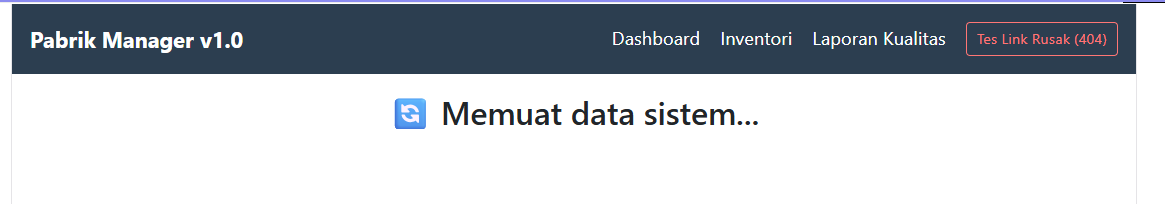 Pabrik Manager v1.0 Dashboard Inventori Laporan Kualitas Tes Link Rusak (404)
Memuat data sistem...